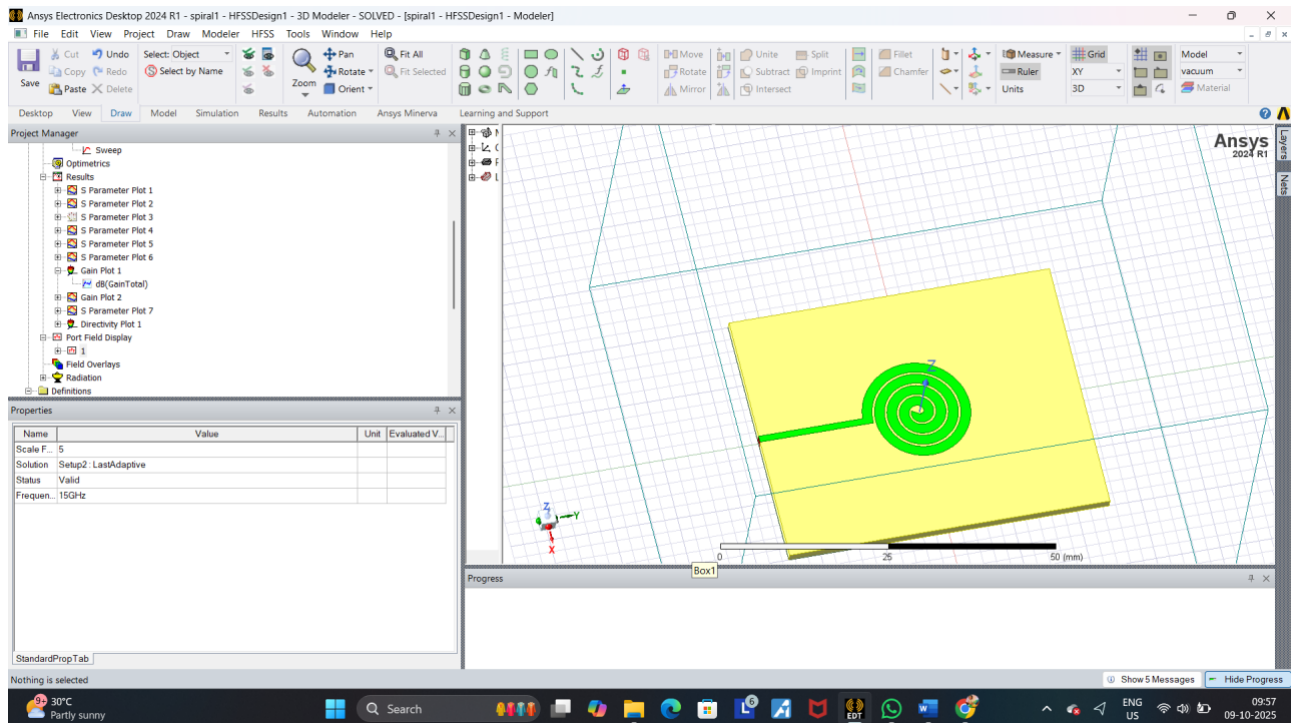 Ansys Electronics Desktop 2024 R1 - spiral1 - HFSSDesign1 - 3D Modeler - SOLVED - [spiral1 - HFSSDesign1 - Modeler]
File Edit View Project Draw Modeler HFSS Tools Window Help
Save
Cut Undo Select: Object
Copy Redo Select by Name
Paste Delete
Zoom
Pan
Rotate
Orient
Fit All
Fit Selected
Move
Rotate
Mirror
Unite Split
Subtract Imprint
Intersect
Fillet
Chamfer
Measure
Ruler
Units
Grid
XY
3D
Model
vacuum
Material
Desktop View Draw Model Simulation Results Automation Ansys Minerva Learning and Support
Project Manager
Sweep
Optimetrics
Results
S Parameter Plot 1
S Parameter Plot 2
S Parameter Plot 3
S Parameter Plot 4
S Parameter Plot 5
S Parameter Plot 6
Gain Plot 1
dB(GainTotal)
Gain Plot 2
S Parameter Plot 7
Directivity Plot 1
Port Field Display
1
Field Overlays
Radiation
Definitions
Properties
Name Value Unit Evaluated V...
Scale F... 5
Solution Setup2 : LastAdaptive
Status Valid
Frequen... 15GHz
StandardPropTab
Ansys
2024 R1
Layers
Nets
Z
Z
Y
X
0 25 50 (mm)
Box1
Progress
Nothing is selected
Show 5 Messages Hide Progress
9+
30°C
Partly sunny
Search
6
EDT
ENG
US
09:57
09-10-2025